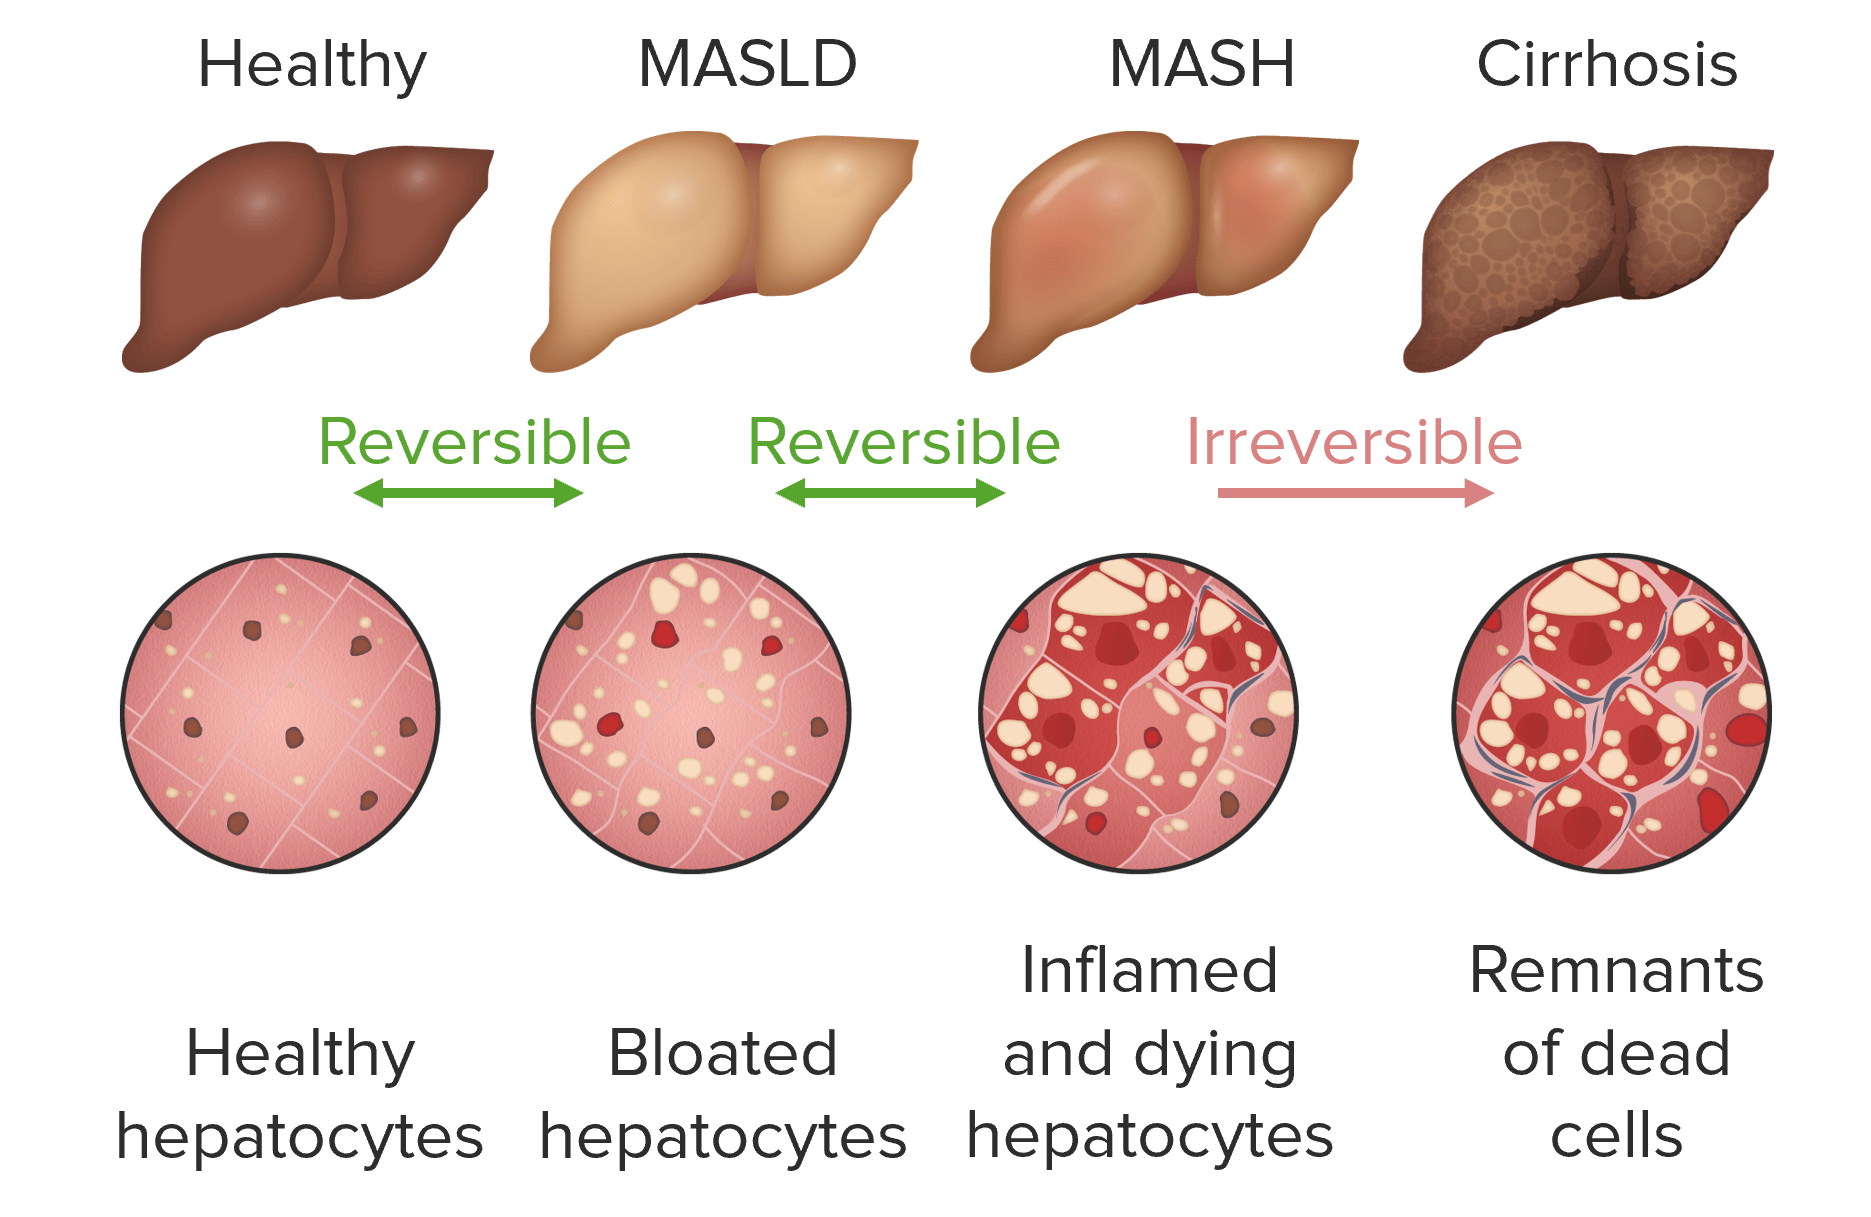 Healthy
MASLD
MASH
Cirrhosis
Reversible
Reversible
Irreversible
Healthy
hepatocytes
Bloated
hepatocytes
Inflamed
and dying
hepatocytes
Remnants
of dead
cells